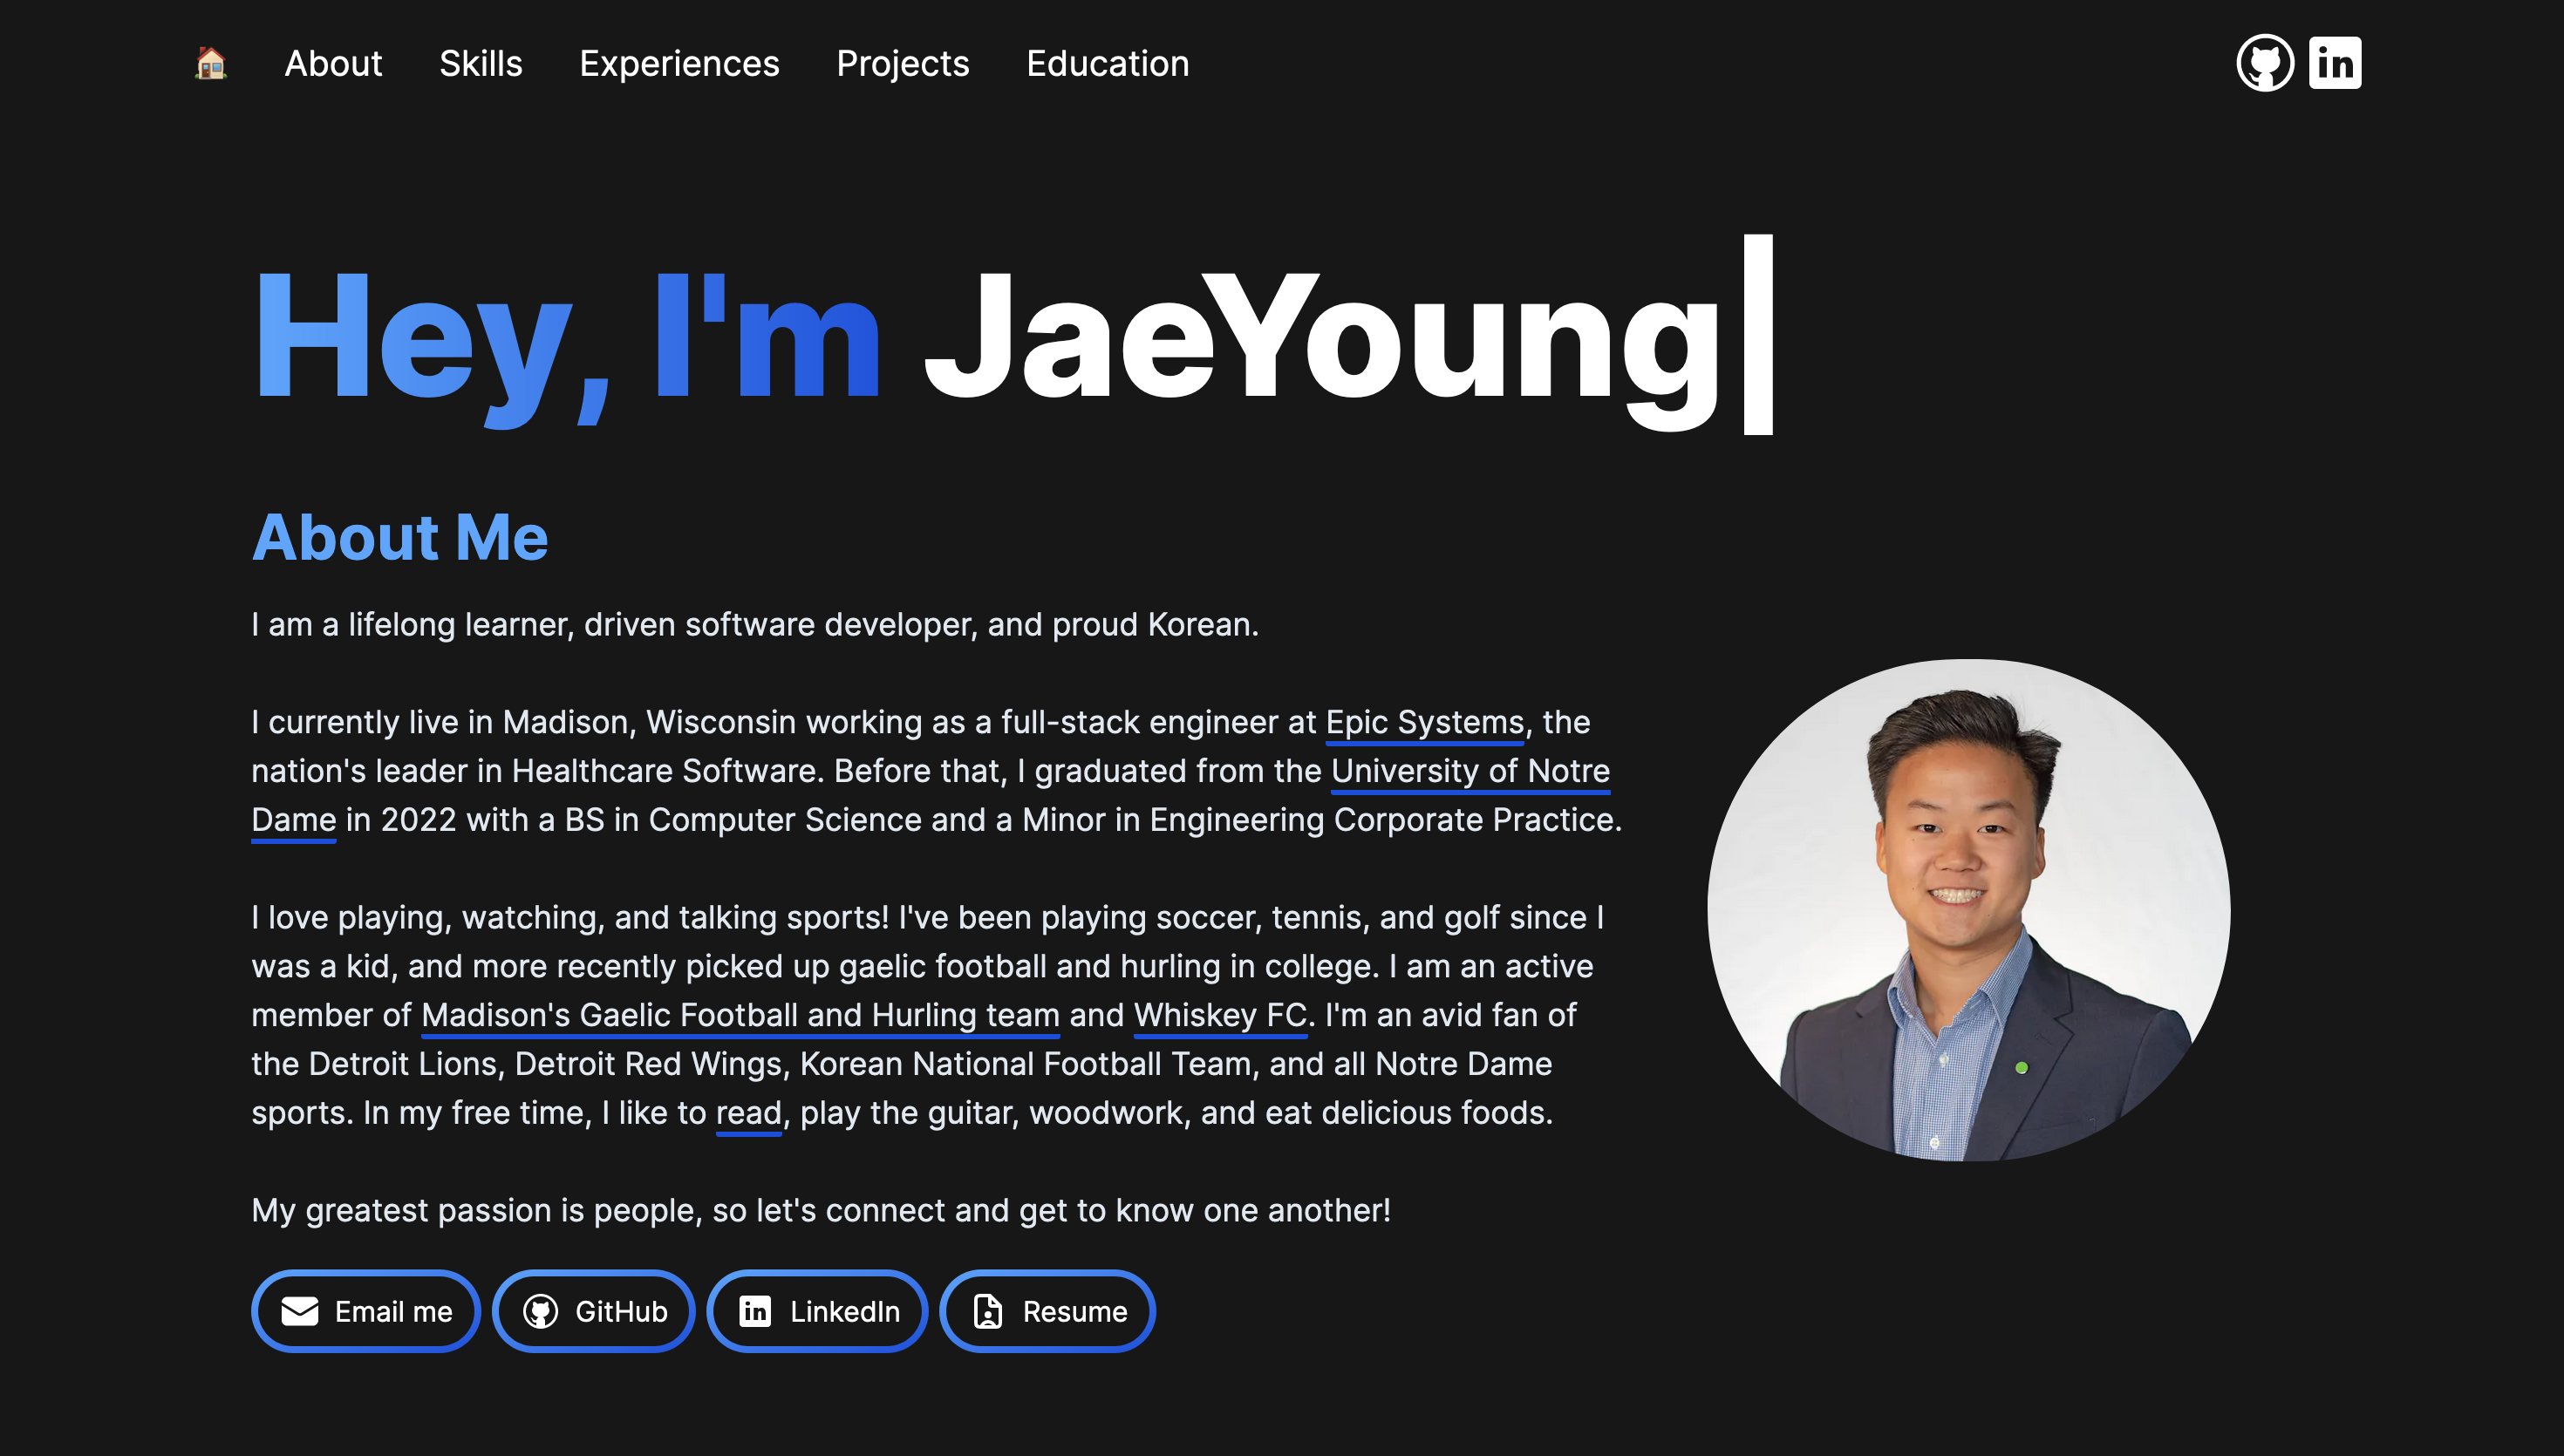 About Skills Experiences Projects Education
Hey, I'm JaeYoung
About Me
I am a lifelong learner, driven software developer, and proud Korean.
I currently live in Madison, Wisconsin working as a full-stack engineer at Epic Systems, the
nation's leader in Healthcare Software. Before that, I graduated from the University of Notre
Dame in 2022 with a BS in Computer Science and a Minor in Engineering Corporate Practice.
I love playing, watching, and talking sports! I've been playing soccer, tennis, and golf since I
was a kid, and more recently picked up gaelic football and hurling in college. I am an active
member of Madison's Gaelic Football and Hurling team and Whiskey FC. I'm an avid fan of
the Detroit Lions, Detroit Red Wings, Korean National Football Team, and all Notre Dame
sports. In my free time, I like to read, play the guitar, woodwork, and eat delicious foods.
My greatest passion is people, so let's connect and get to know one another!
Email me GitHub LinkedIn Resume